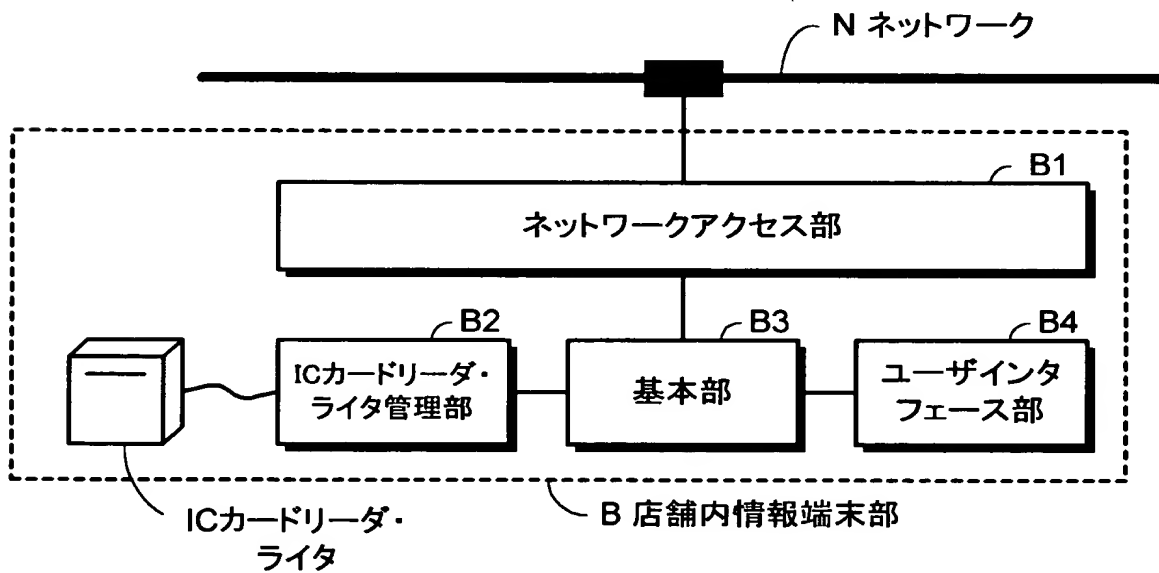 N ネットワーク
B1
ネットワークアクセス部
B2
B3
B4
ICカードリーダ・
ライタ管理部
基本部
ユーザインタ
フェース部
ICカードリーダ・
ライタ
B 店舗内情報端末部